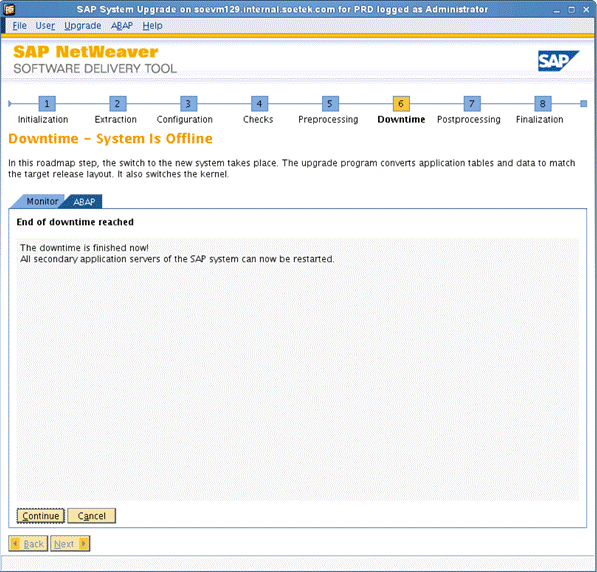 SAP System Upgrade on soevm129.internal.soetek.com for PRD logged as Administrator
File User Upgrade ABAP Help
SAP NetWeaver
SOFTWARE DELIVERY TOOL
SAP
1 2 3 4 5 6 7 8
Initialization Extraction Configuration Checks Preprocessing Downtime Postprocessing Finalization
Downtime - System Is Offline
In this roadmap step, the switch to the new system takes place. The upgrade program converts application tables and data to match
the target release layout. It also switches the kernel.
Monitor ABAP
End of downtime reached
The downtime is finished now!
All secondary application servers of the SAP system can now be restarted.
Continue Cancel
Back Next